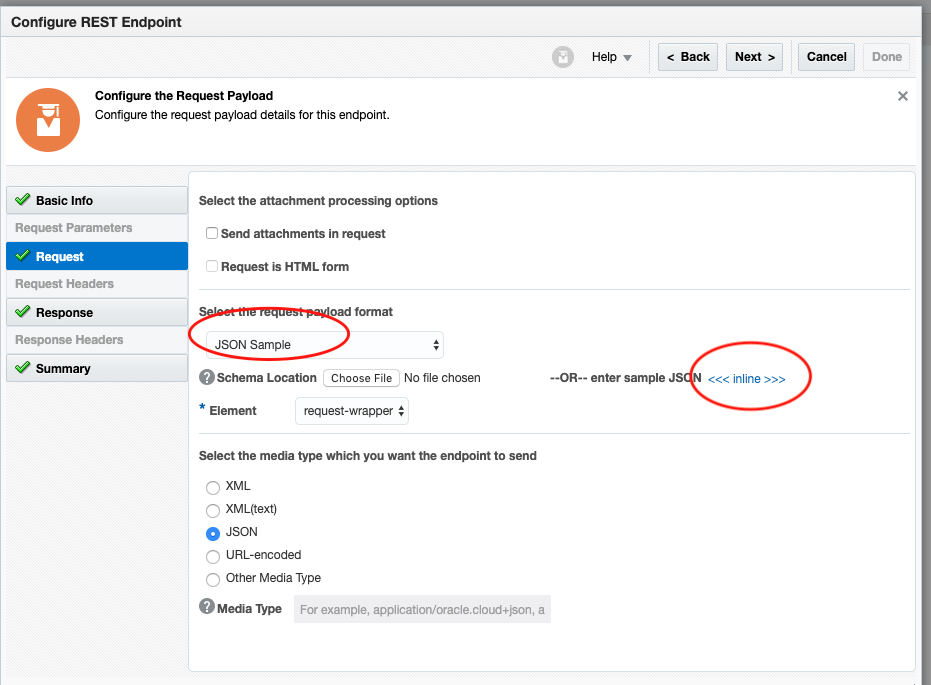 Configure REST Endpoint
Help
< Back
Next >
Cancel
Done
Configure the Request Payload
Configure the request payload details for this endpoint.
Basic Info
Request Parameters
Request
Request Headers
Response
Response Headers
Summary
Select the attachment processing options
Send attachments in request
Request is HTML form
Select the request payload format
JSON Sample
? Schema Location Choose File No file chosen --OR-- enter sample JSON <<< inline >>>
* Element request-wrapper
Select the media type which you want the endpoint to send
XML
XML(text)
JSON
URL-encoded
Other Media Type
? Media Type For example, application/oracle.cloud+json, a